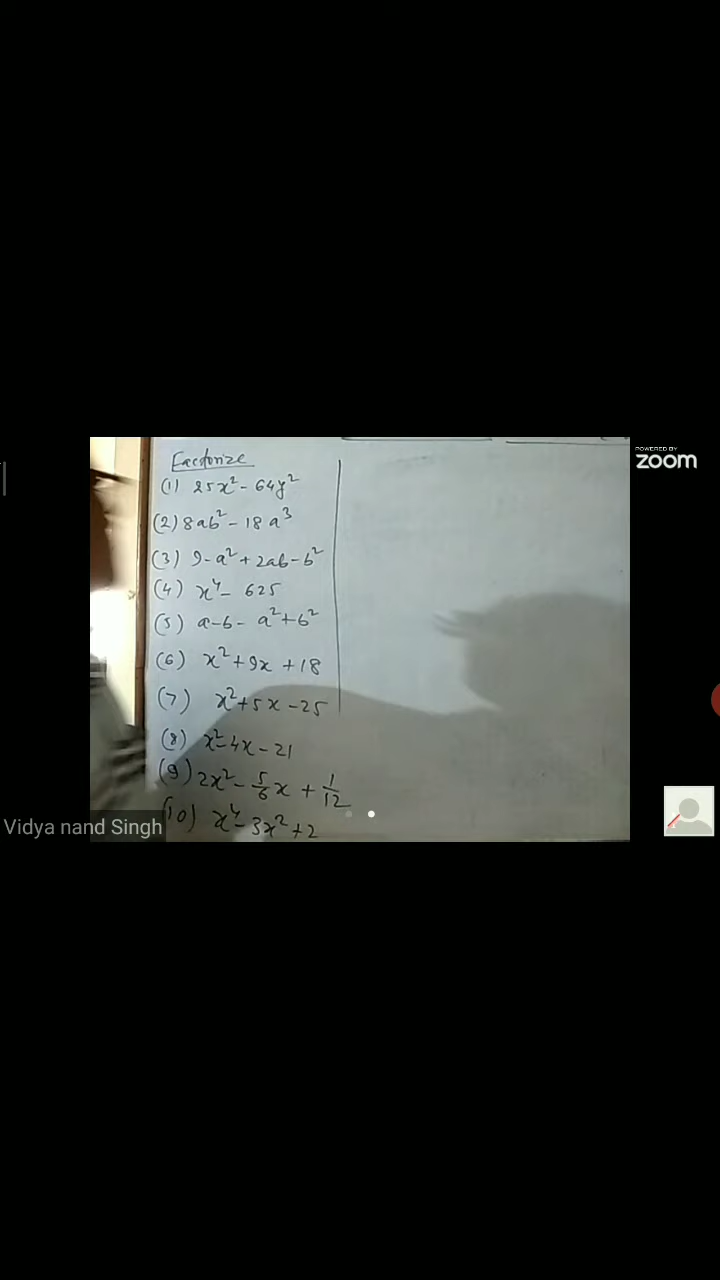 Factorize
(1) 25x² - 64y²
(2) 8ab² - 18a³
(3) 9-a² + 2ab - b²
(4) x⁴ - 625
(5) a-b - a²+b²
(6) x² + 9x + 18
(7) x² + 5x - 25
(8) x² - 4x - 21
(9) 2x² - 5/6 x + 1/12
(10) x⁴ - 3x² + 2
POWERED BY
zoom
Vidya nand Singh